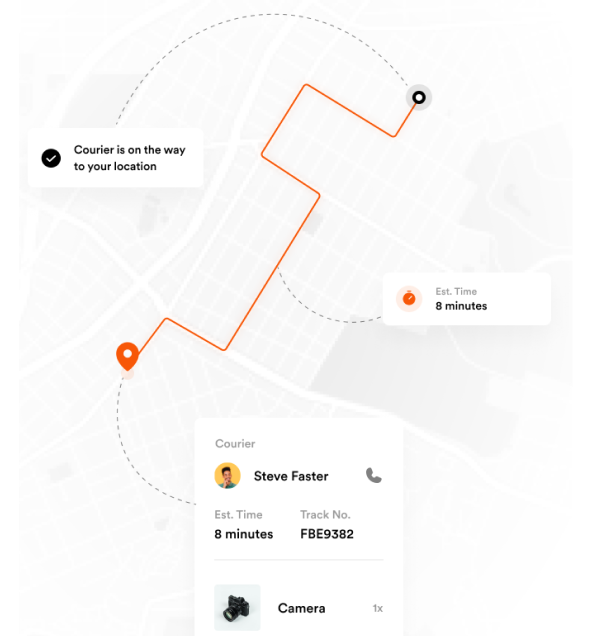 Courier is on the way
to your location
Est. Time
8 minutes
Courier
Steve Faster
Est. Time Track No.
8 minutes FBE9382
Camera 1x